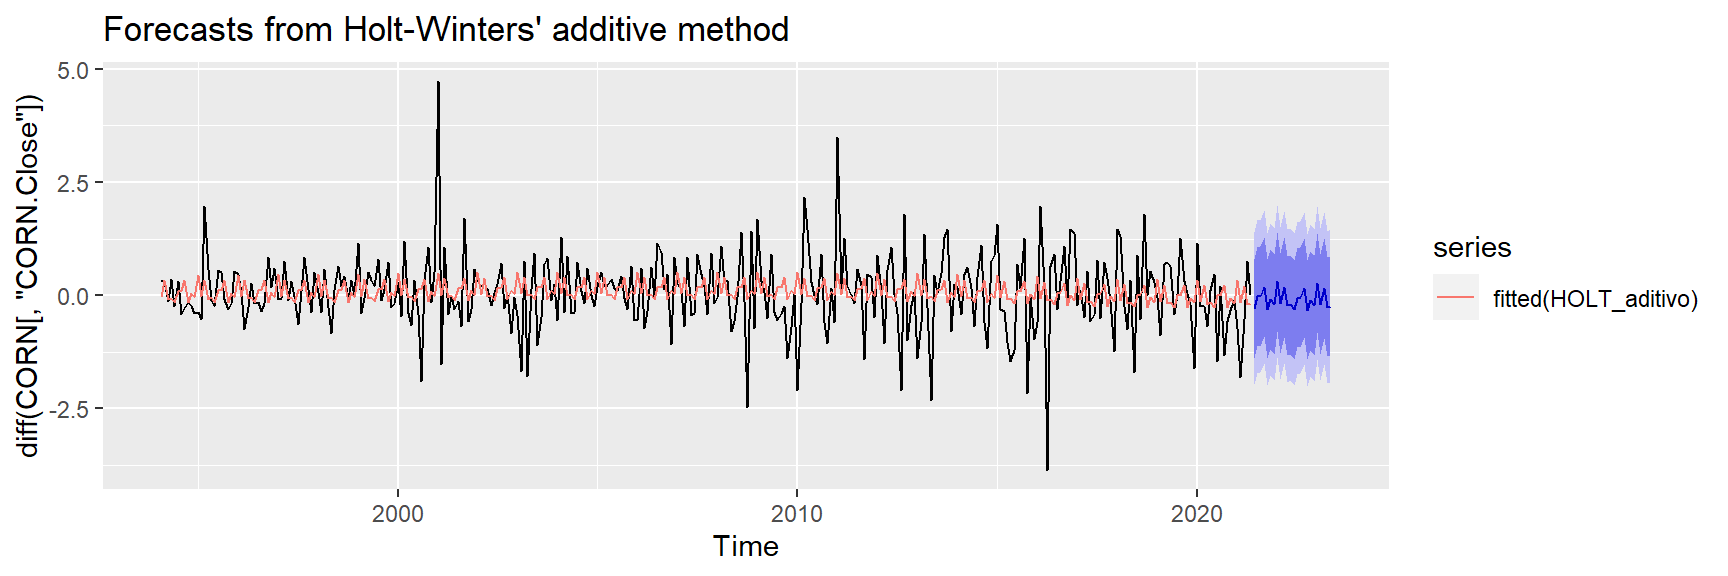 Forecasts from Holt-Winters' additive method
diff(CORN[, "CORN.Close"])
5.0
2.5
0.0
-2.5
2000
2010
2020
Time
series
fitted(HOLT_aditivo)